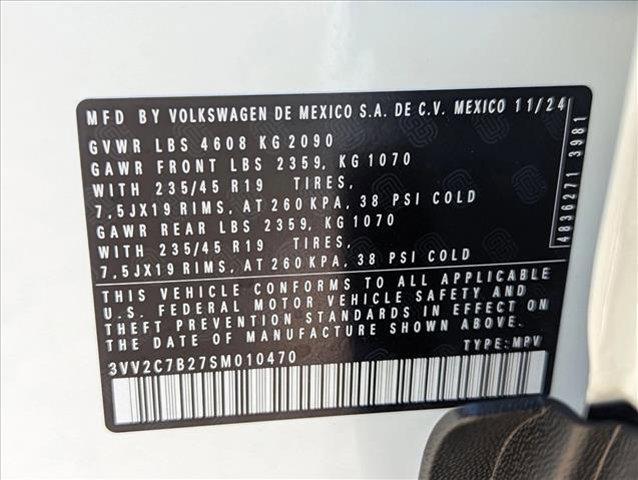 MFD BY VOLKSWAGEN DE MEXICO S.A. DE C.V. MEXICO 11/24
GVWR LBS 4608 KG 2090
GAWR FRONT LBS 2359, KG 1070
WITH 235/45 R19 TIRES,
7,5JX19 RIMS, AT 260 KPA, 38 PSI COLD
GAWR REAR LBS 2359, KG 1070
WITH 235/45 R19 TIRES,
7,5JX19 RIMS, AT 260 KPA, 38 PSI COLD
THIS VEHICLE CONFORMS TO ALL APPLICABLE
U.S. FEDERAL MOTOR VEHICLE SAFETY AND
THEFT PREVENTION STANDARDS IN EFFECT ON
THE DATE OF MANUFACTURE SHOWN ABOVE.
3VV2C7B27SM010470 TYPE: MPV
4836271 3981